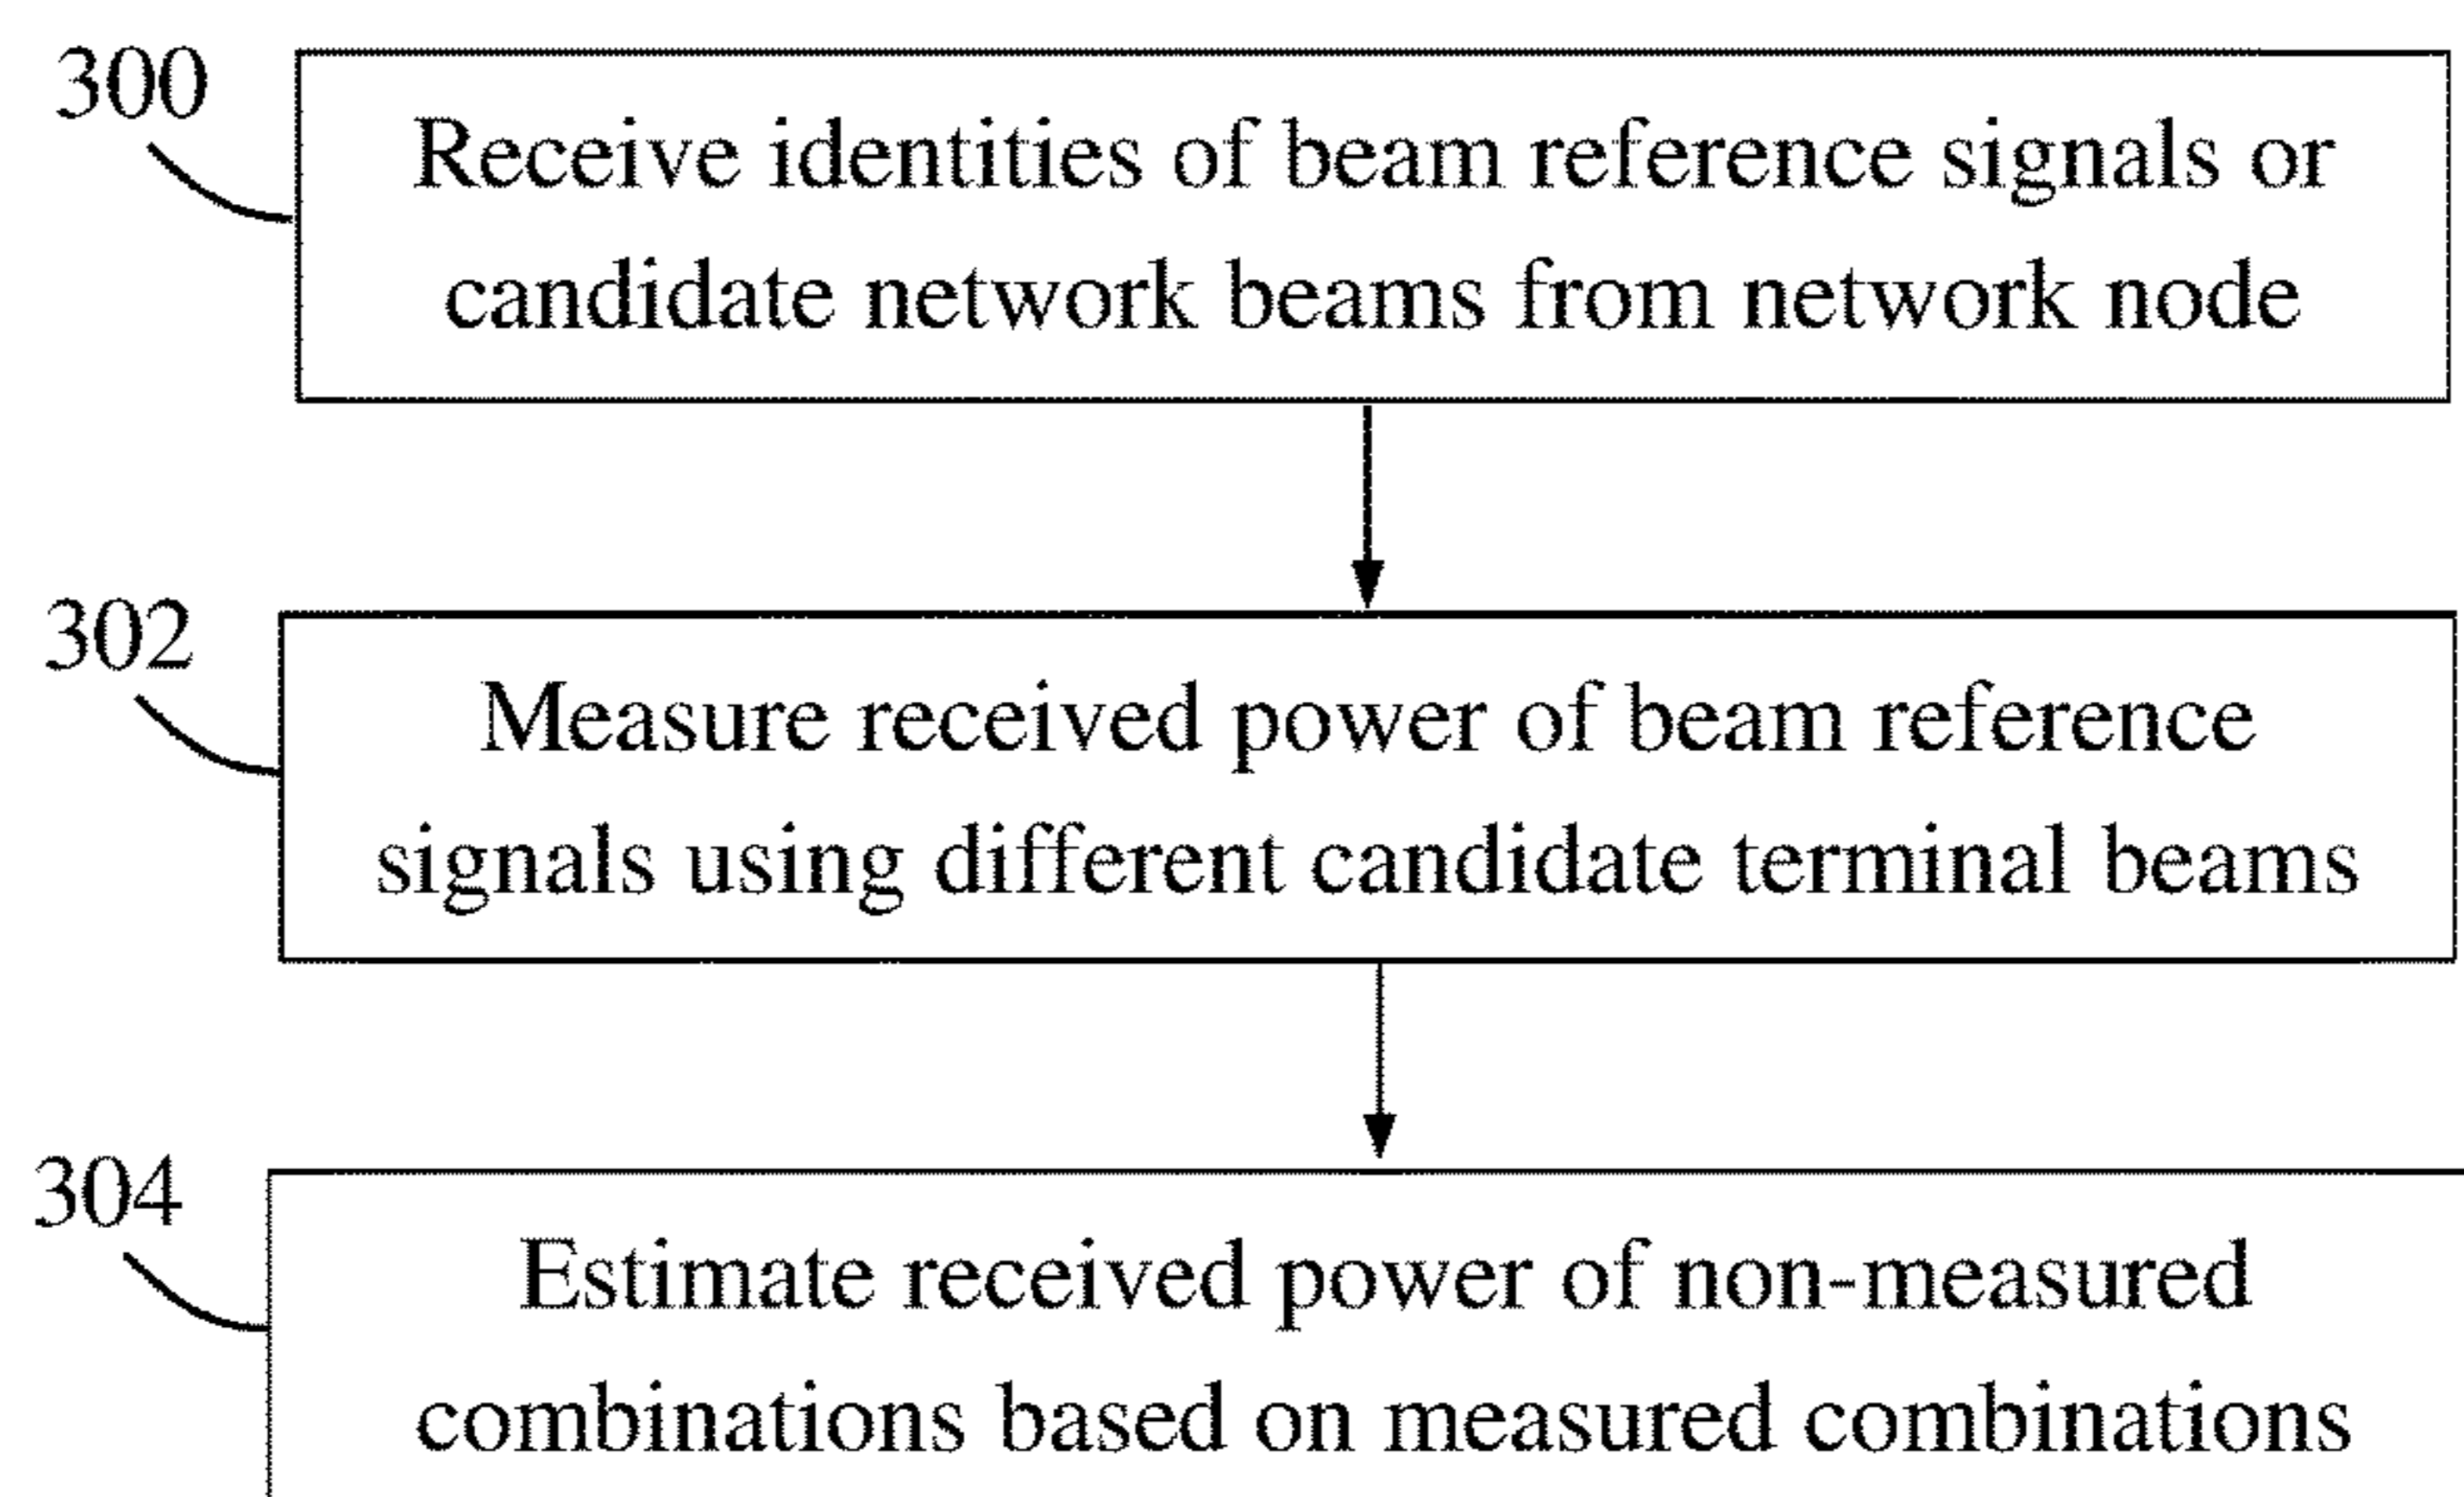 300
Receive identities of beam reference signals or
candidate network beams from network node
302
Measure received power of beam reference
signals using different candidate terminal beams
304
Estimate received power of non-measured
combinations based on measured combinations